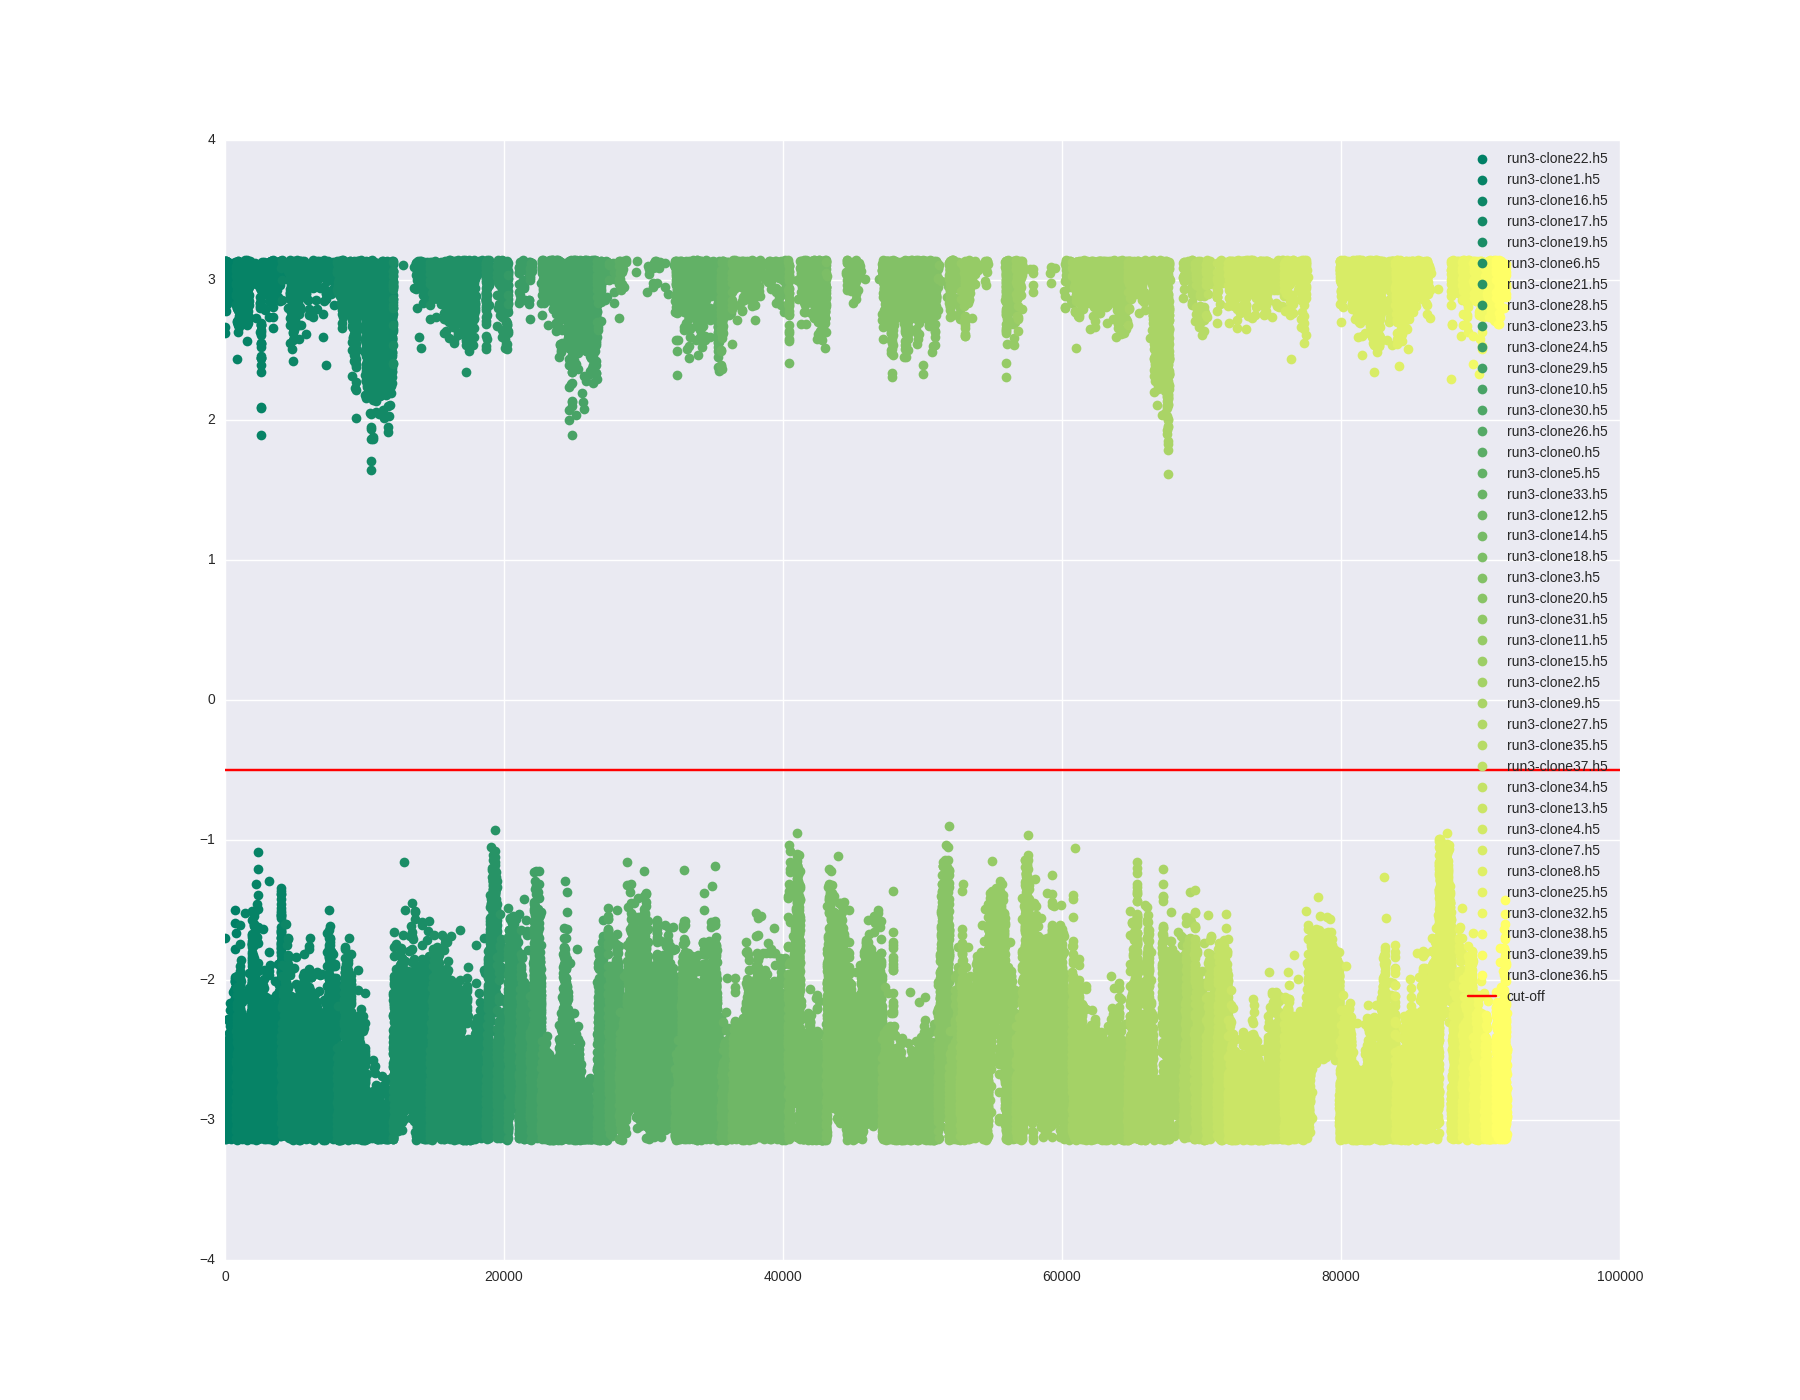 4
3
2
1
0
−1
−2
−3
−4
0
20000
40000
60000
80000
100000
run3-clone22.h5
run3-clone1.h5
run3-clone16.h5
run3-clone17.h5
run3-clone19.h5
run3-clone6.h5
run3-clone21.h5
run3-clone28.h5
run3-clone23.h5
run3-clone24.h5
run3-clone29.h5
run3-clone10.h5
run3-clone30.h5
run3-clone26.h5
run3-clone0.h5
run3-clone5.h5
run3-clone33.h5
run3-clone12.h5
run3-clone14.h5
run3-clone18.h5
run3-clone3.h5
run3-clone20.h5
run3-clone31.h5
run3-clone11.h5
run3-clone15.h5
run3-clone2.h5
run3-clone9.h5
run3-clone27.h5
run3-clone35.h5
run3-clone37.h5
run3-clone34.h5
run3-clone13.h5
run3-clone4.h5
run3-clone7.h5
run3-clone8.h5
run3-clone25.h5
run3-clone32.h5
run3-clone38.h5
run3-clone39.h5
run3-clone36.h5
cut-off